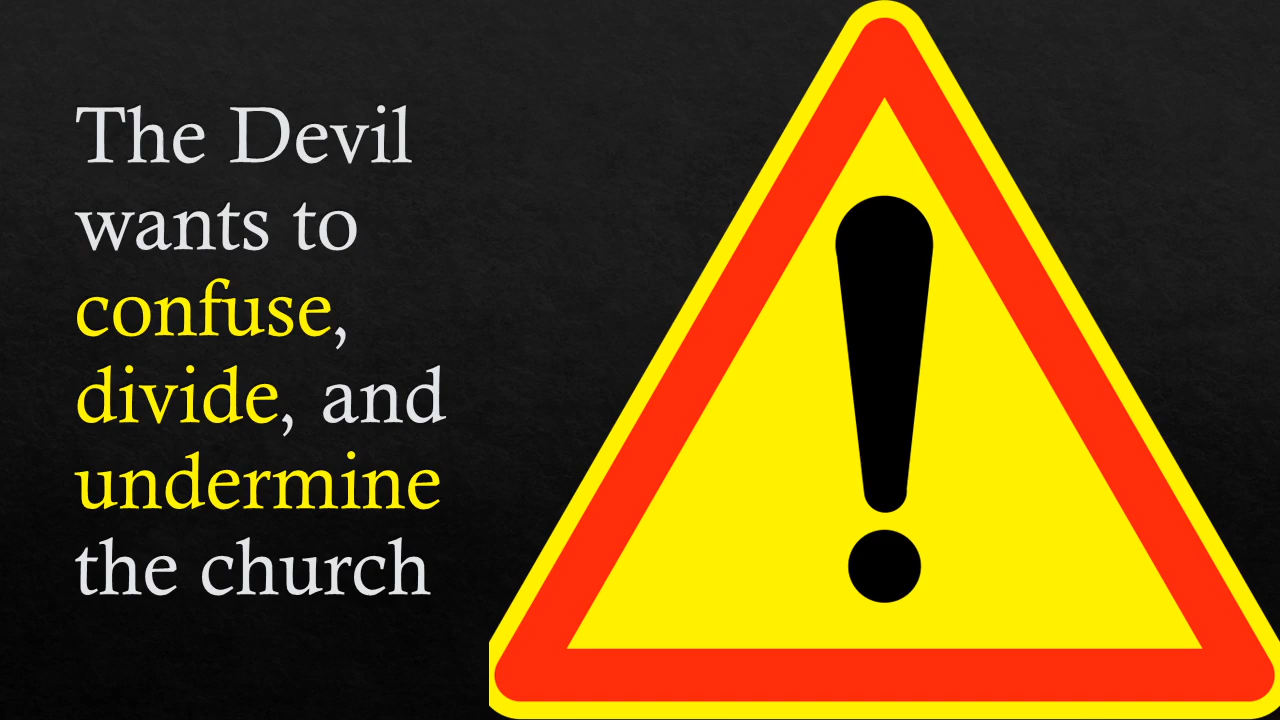 The Devil
wants to
confuse,
divide, and
undermine
the church
!